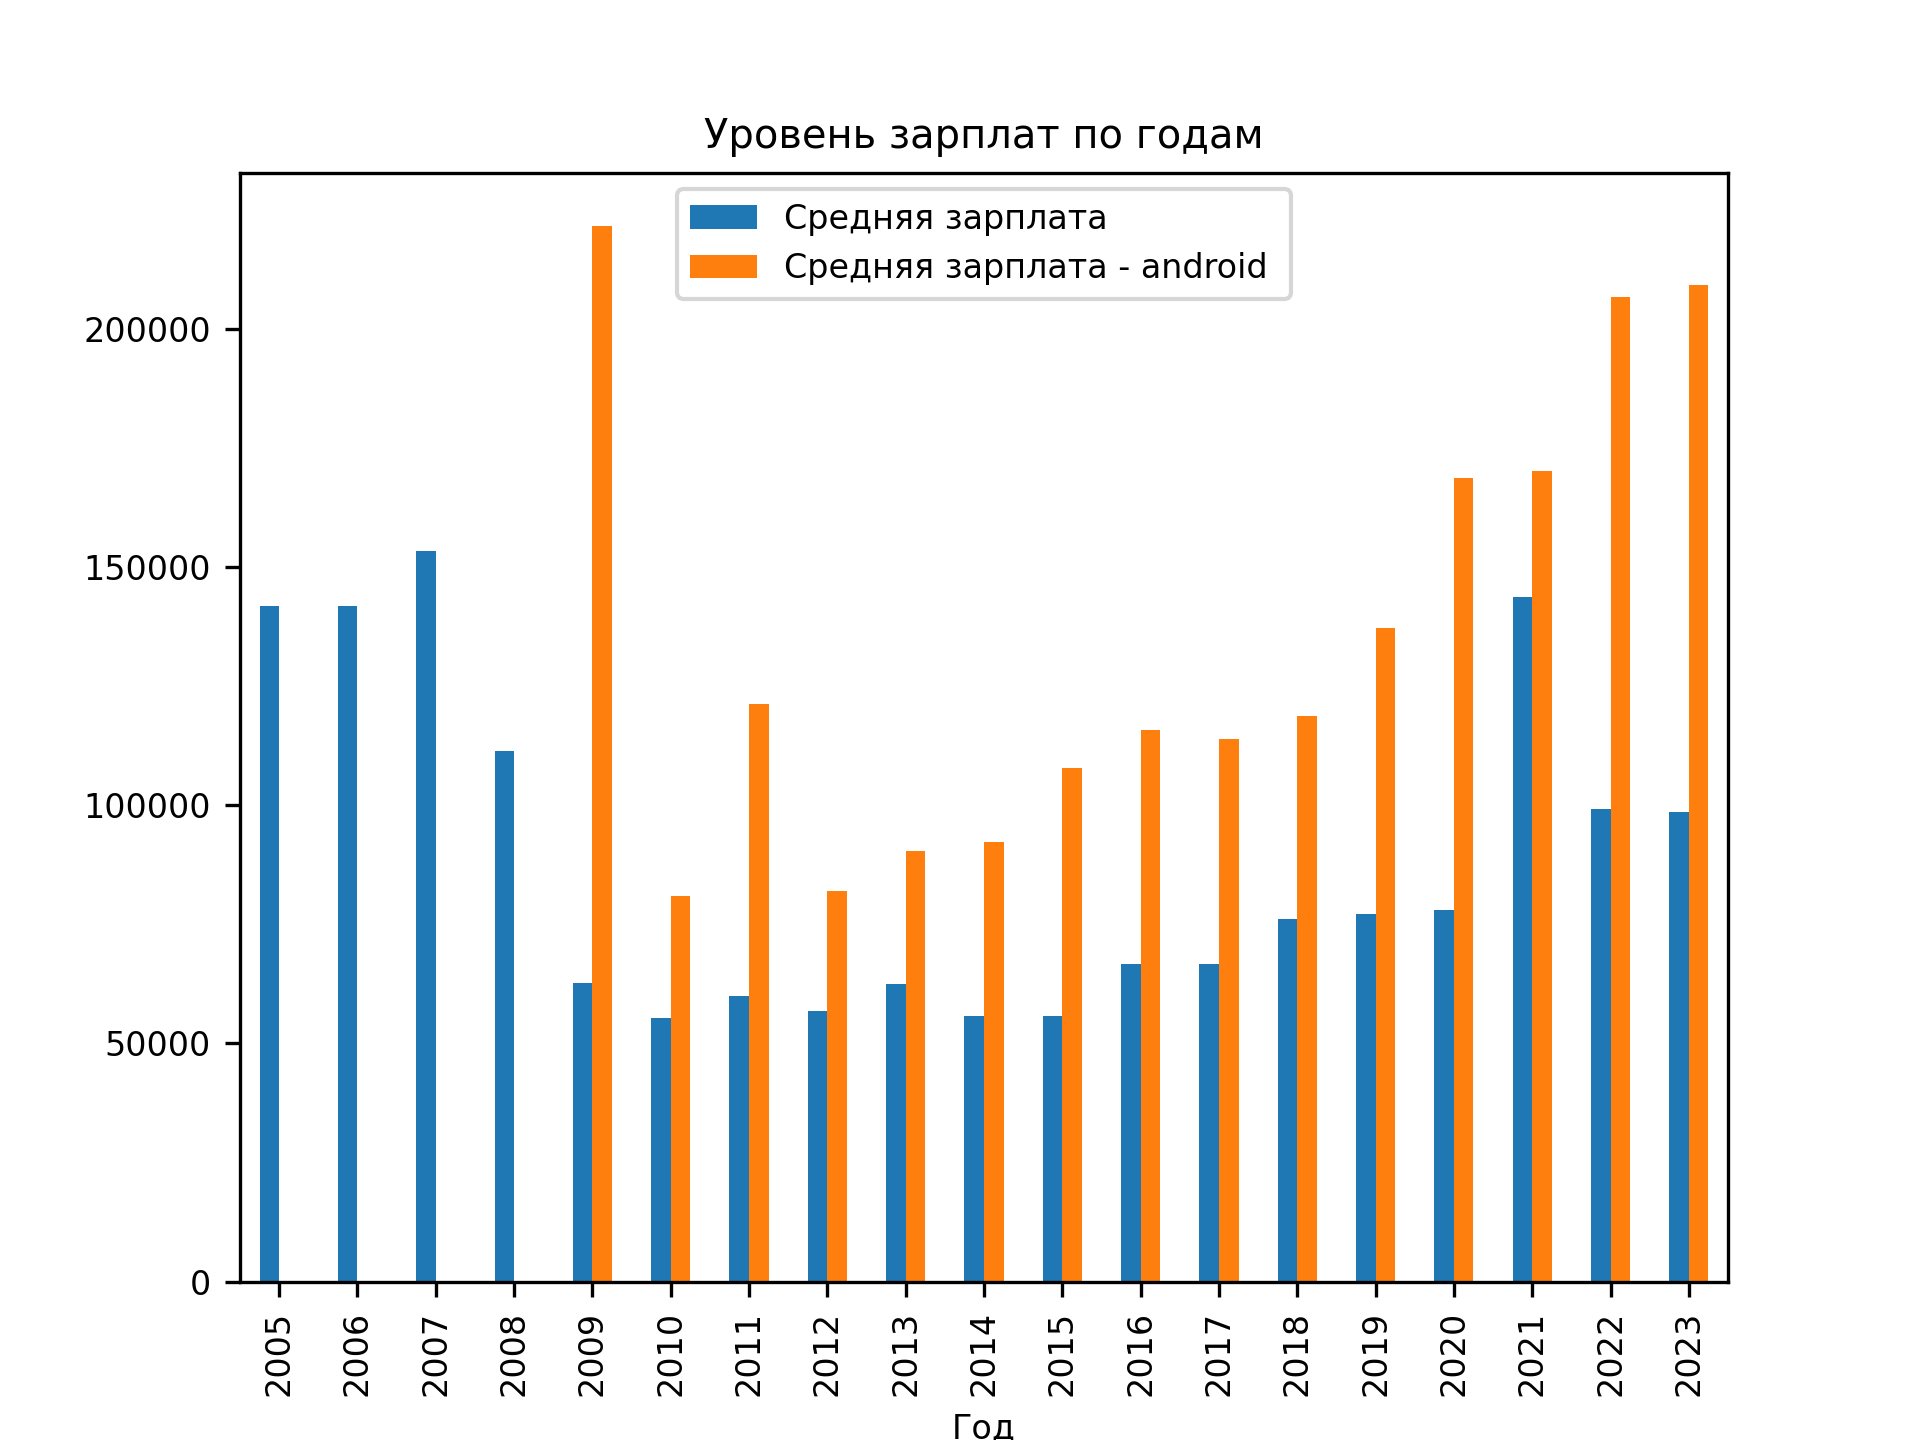 Уровень зарплат по годам
Средняя зарплата
Средняя зарплата - android
200000
150000
100000
50000
0
2005 2006 2007 2008 2009 2010 2011 2012 2013 2014 2015 2016 2017 2018 2019 2020 2021 2022 2023
Год